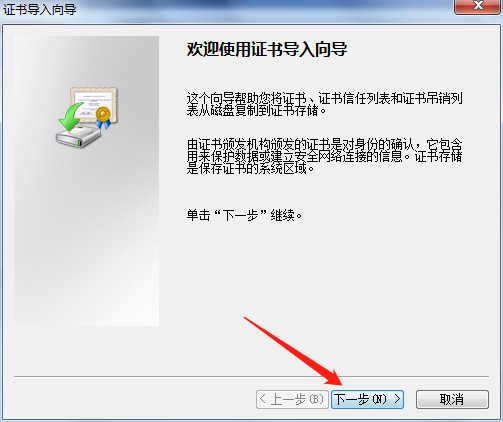 证书导入向导
欢迎使用证书导入向导
这个向导帮助您将证书、证书信任列表和证书吊销列
表从磁盘复制到证书存储。
由证书颁发机构颁发的证书是对身份的确认，它包含
用来保护数据或建立安全网络连接的信息。证书存储
是保存证书的系统区域。
单击“下一步”继续。
< 上一步(B) 下一步(N) > 取消